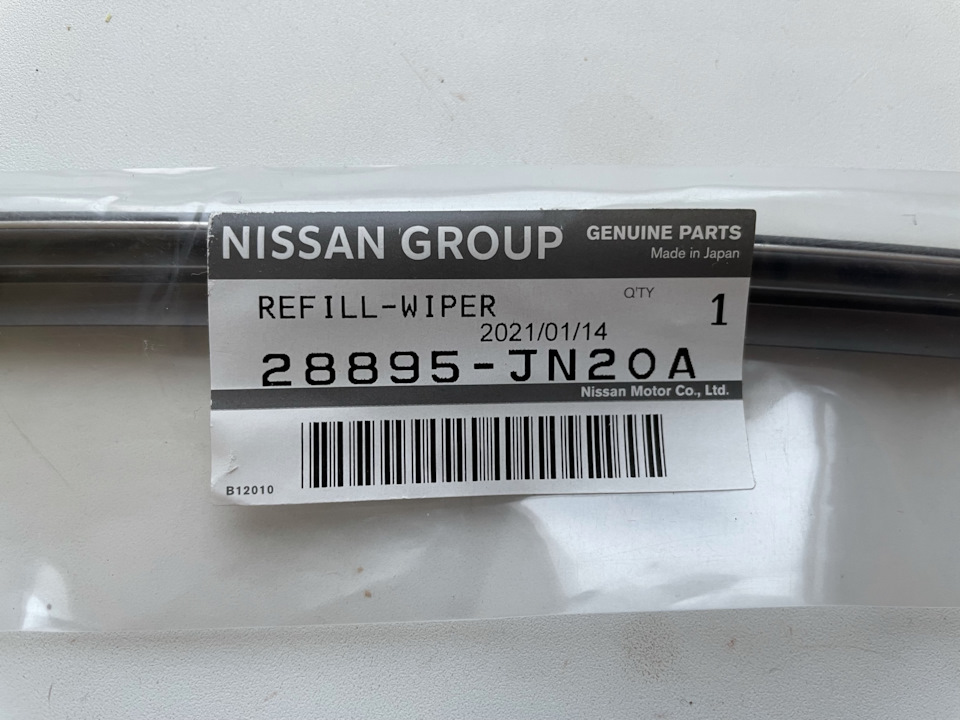 NISSAN GROUP
GENUINE PARTS
Made in Japan
REFILL-WIPER
Q'TY
1
2021/01/14
28895-JN20A
Nissan Motor Co., Ltd.
B12010